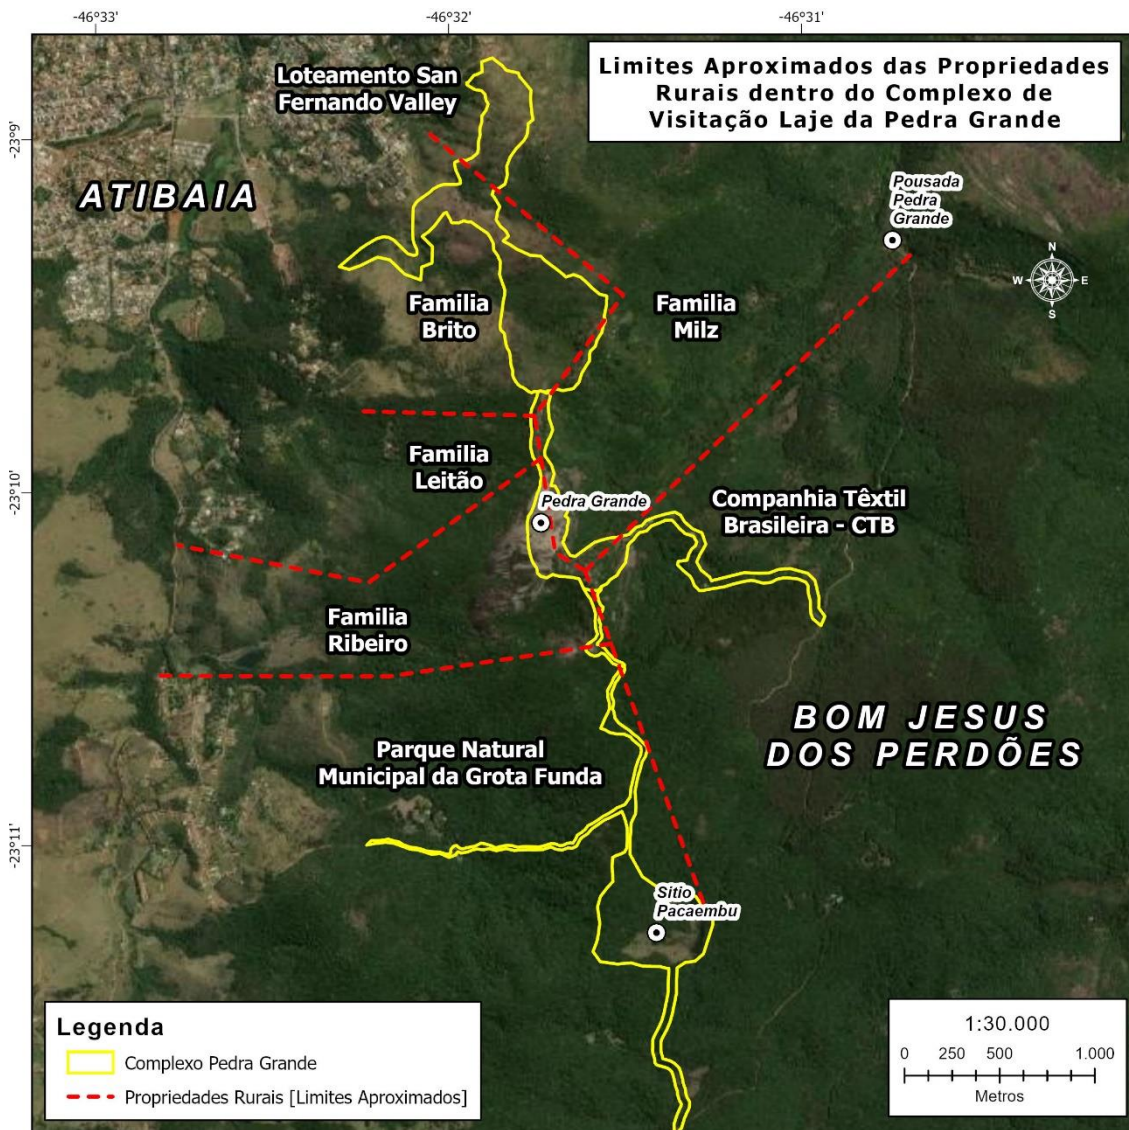 -46°33'
-46°32'
-46°31'
Limites Aproximados das Propriedades
Rurais dentro do Complexo de
Visitação Laje da Pedra Grande
Loteamento San
Fernando Valley
-23°9'
ATIBAIA
Pousada
Pedra
Grande
N
W
E
S
Familia
Brito
Familia
Milz
Familia
Leitão
-23°10'
Pedra Grande
Companhia Têxtil
Brasileira - CTB
Familia
Ribeiro
BOM JESUS
DOS PERDÕES
Parque Natural
Municipal da Grota Funda
-23°11'
Sitio
Pacaembu
Legenda
Complexo Pedra Grande
Propriedades Rurais [Limites Aproximados]
1:30.000
0 250 500 1.000
Metros